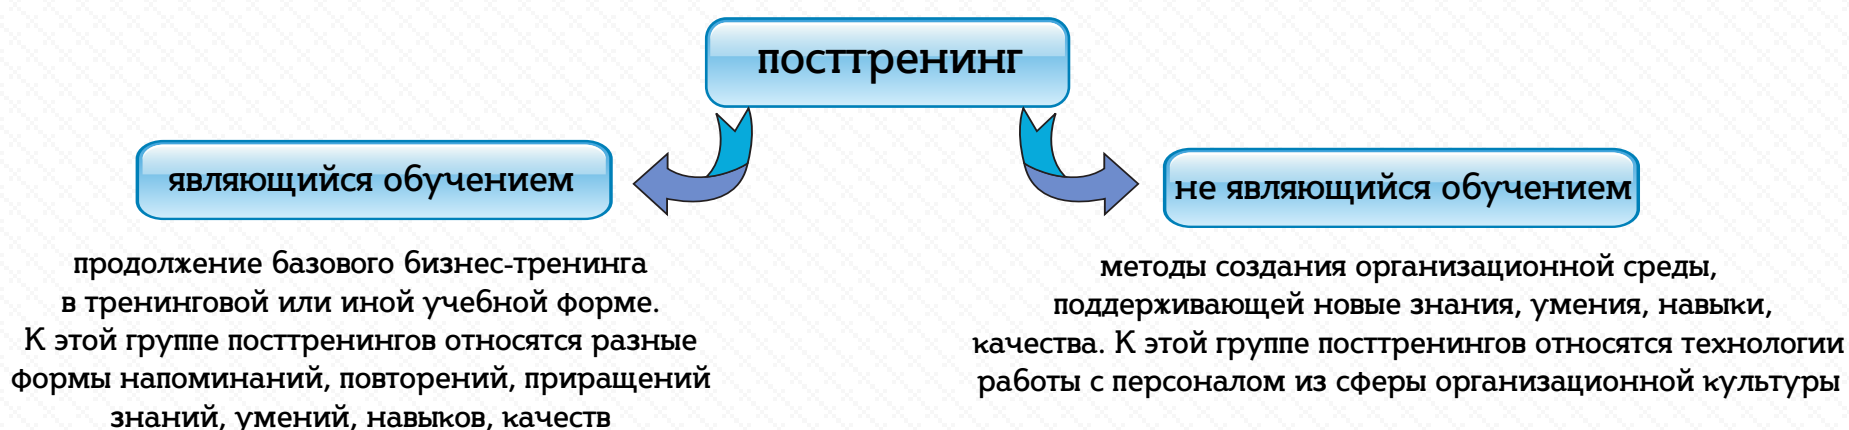 посттренинг
являющийся обучением
продолжение базового бизнес-тренинга
в тренинговой или иной учебной форме.
К этой группе посттренингов относятся разные
формы напоминаний, повторений, приращений
знаний, умений, навыков, качеств
не являющийся обучением
методы создания организационной среды,
поддерживающей новые знания, умения, навыки,
качества. К этой группе посттренингов относятся технологии
работы с персоналом из сферы организационной культуры